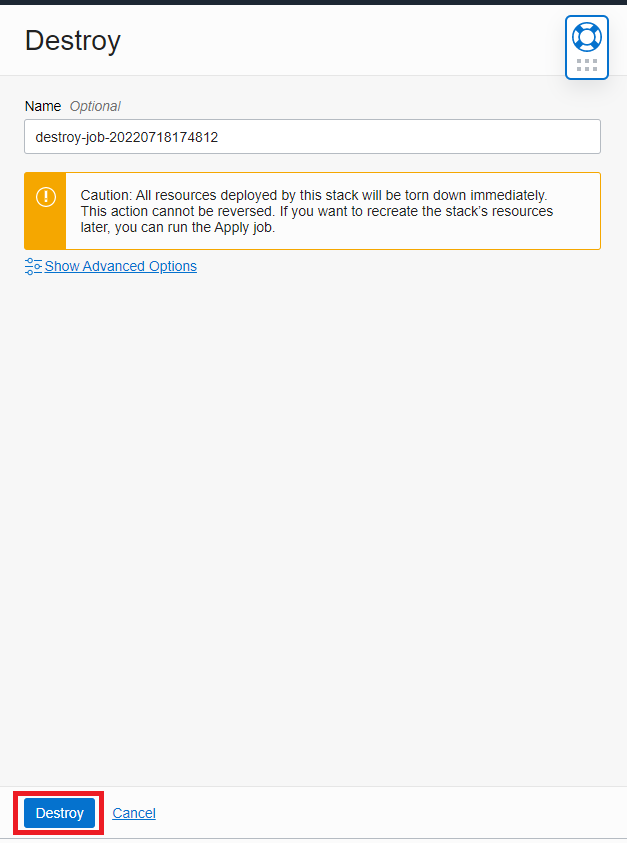 Destroy
Name Optional
destroy-job-20220718174812
Caution: All resources deployed by this stack will be torn down immediately.
This action cannot be reversed. If you want to recreate the stack's resources
later, you can run the Apply job.
Show Advanced Options
Destroy Cancel